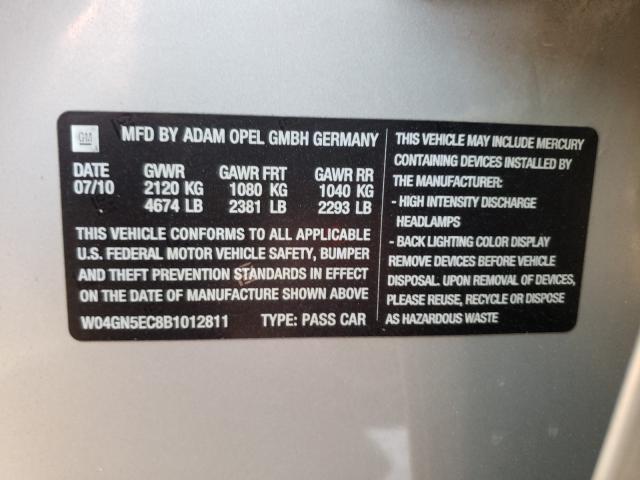 GM
MFD BY ADAM OPEL GMBH GERMANY
DATE GVWR GAWR FRT GAWR RR
07/10 2120 KG 1080 KG 1040 KG
4674 LB 2381 LB 2293 LB
THIS VEHICLE CONFORMS TO ALL APPLICABLE
U.S. FEDERAL MOTOR VEHICLE SAFETY, BUMPER
AND THEFT PREVENTION STANDARDS IN EFFECT
ON THE DATE OF MANUFACTURE SHOWN ABOVE
W04GN5EC8B1012811 TYPE: PASS CAR
THIS VEHICLE MAY INCLUDE MERCURY
CONTAINING DEVICES INSTALLED BY
THE MANUFACTURER:
- HIGH INTENSITY DISCHARGE
HEADLAMPS
- BACK LIGHTING COLOR DISPLAY
REMOVE DEVICES BEFORE VEHICLE
DISPOSAL. UPON REMOVAL OF DEVICES,
PLEASE REUSE, RECYCLE OR DISPOSE
AS HAZARDOUS WASTE